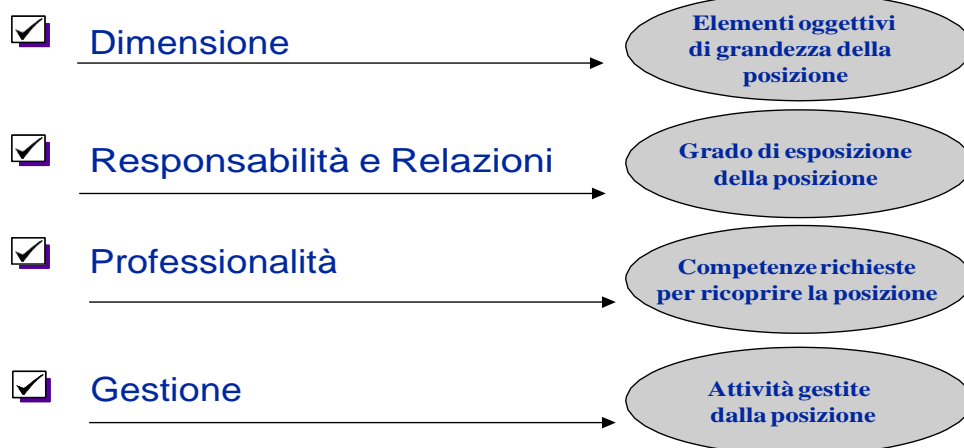 Dimensione
Elementi oggettivi
di grandezza della
posizione
Responsabilità e Relazioni
Grado di esposizione
della posizione
Professionalità
Competenze richieste
per ricoprire la posizione
Gestione
Attività gestite
dalla posizione